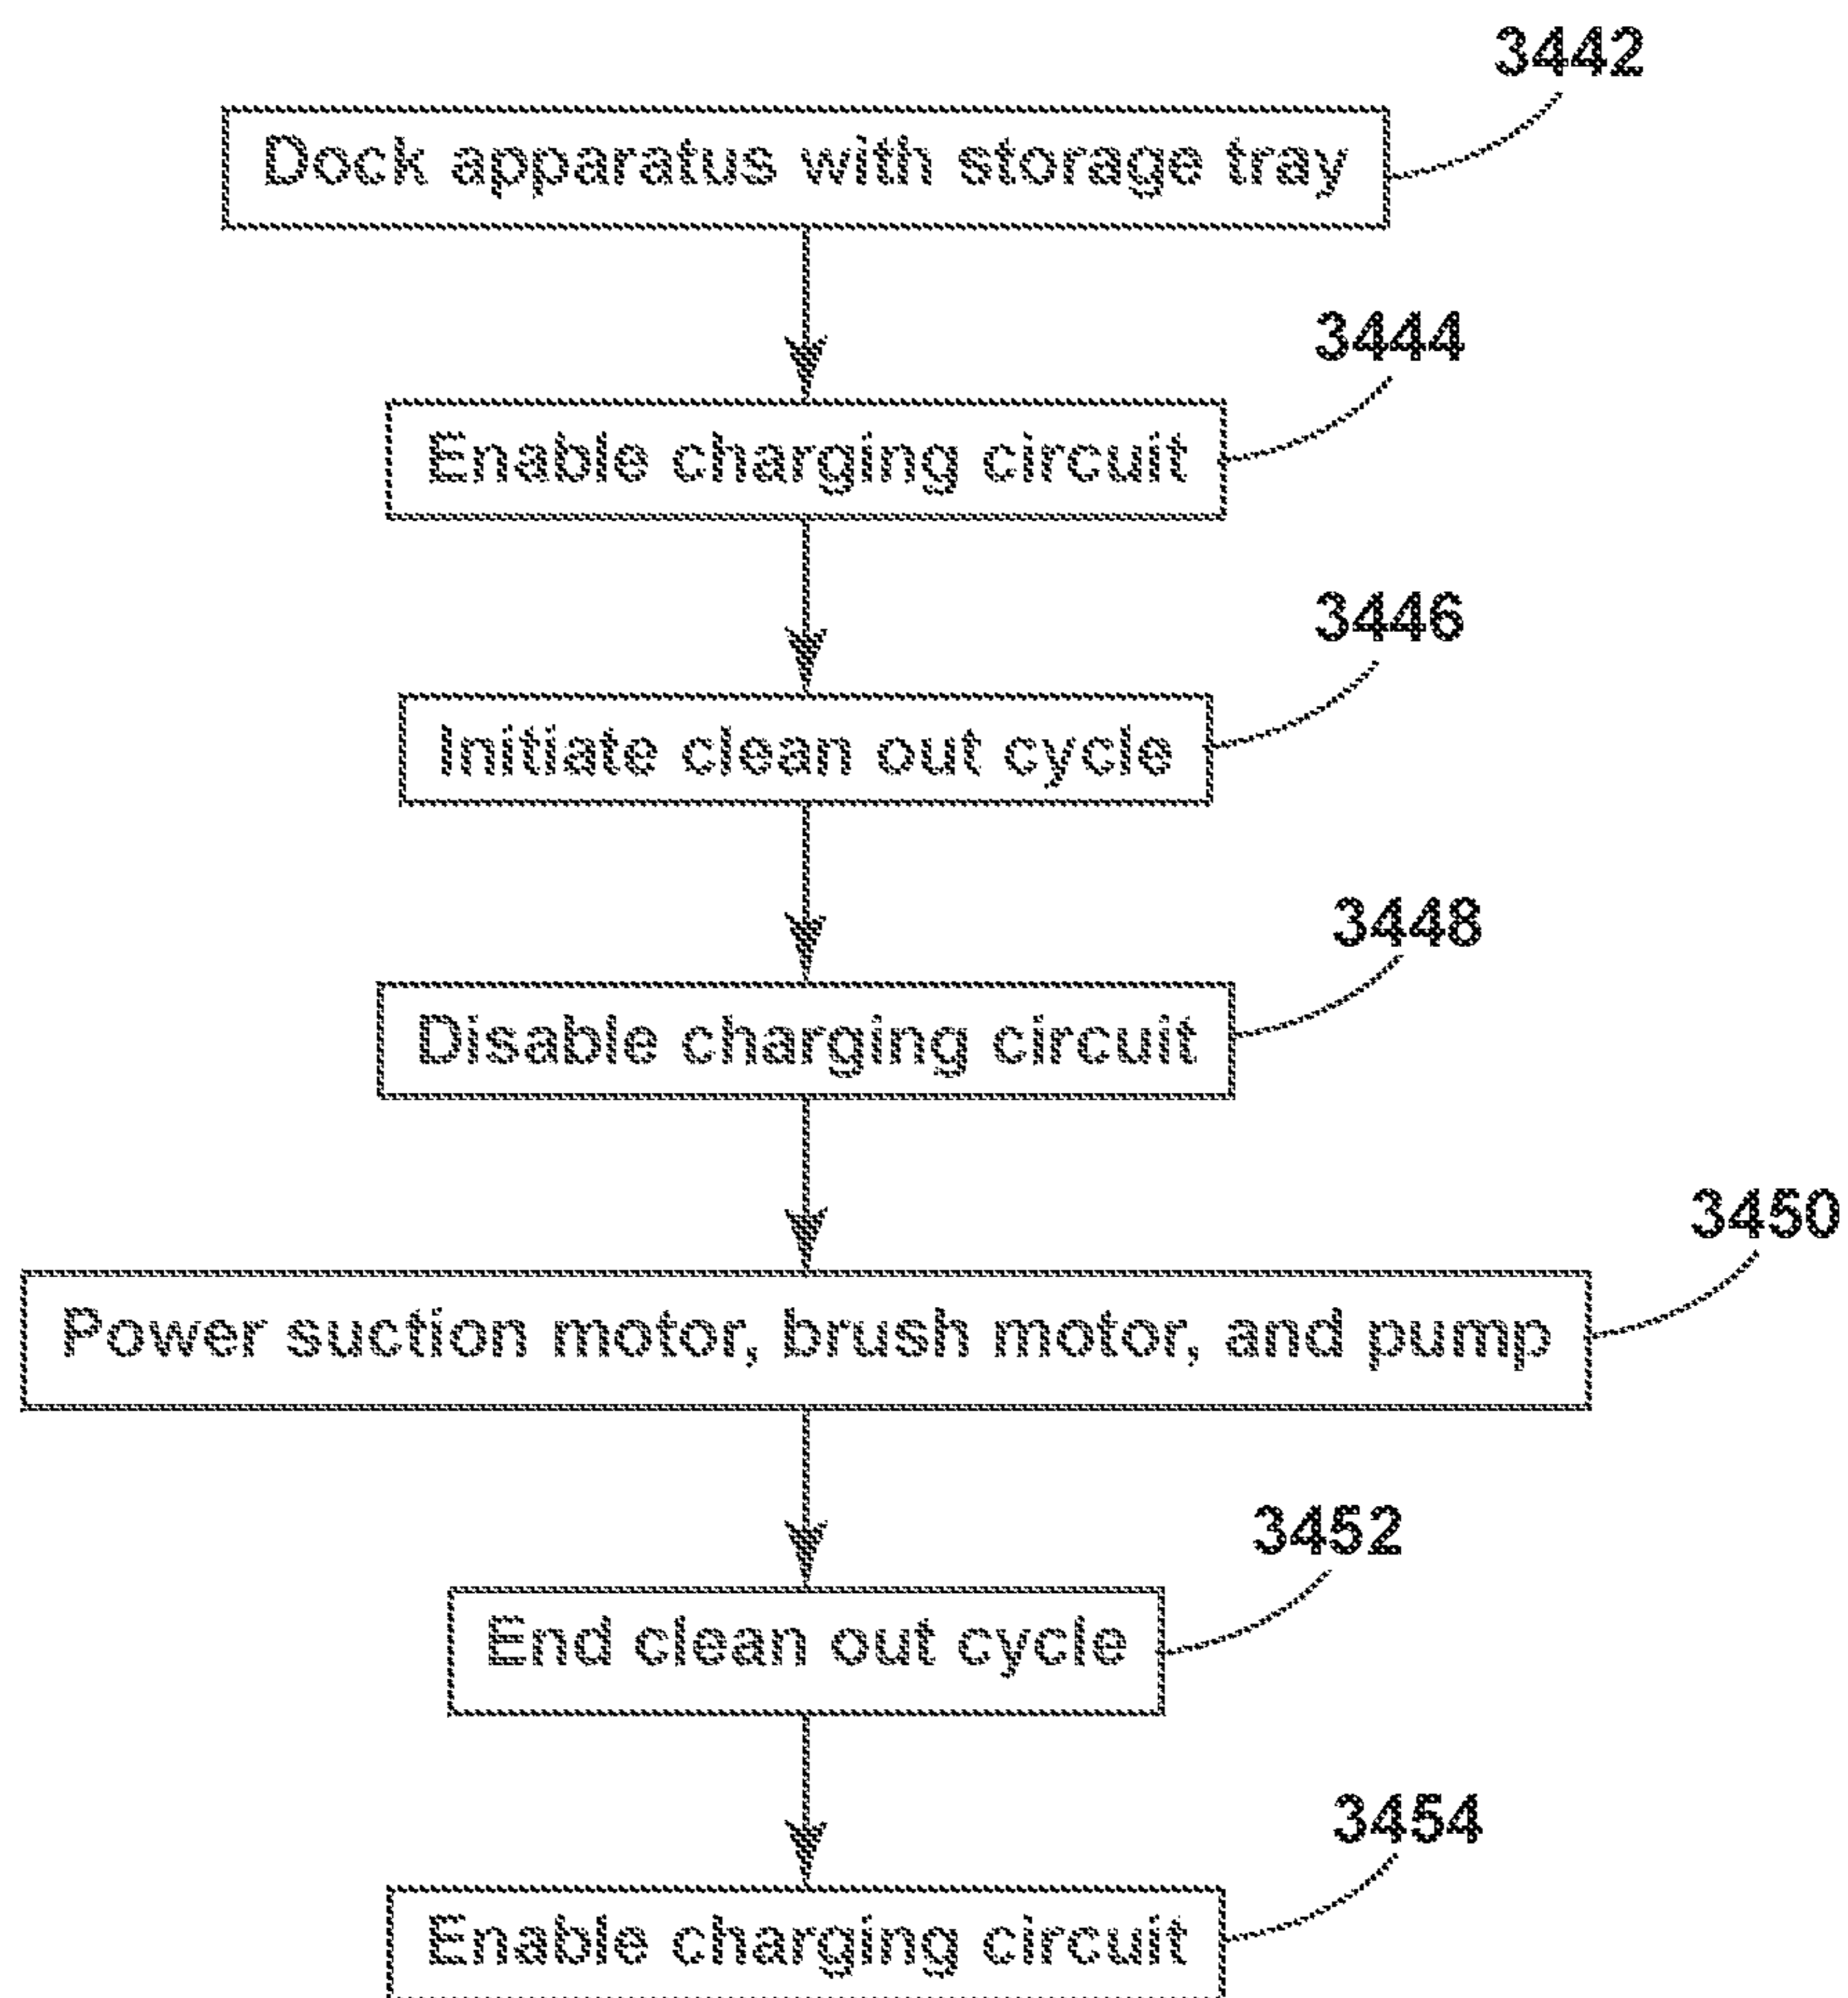 3442
Dock apparatus with storage tray
3444
Enable charging circuit
3446
Initiate clean out cycle
3448
Disable charging circuit
3450
Power suction motor, brush motor, and pump
3452
End clean out cycle
3454
Enable charging circuit